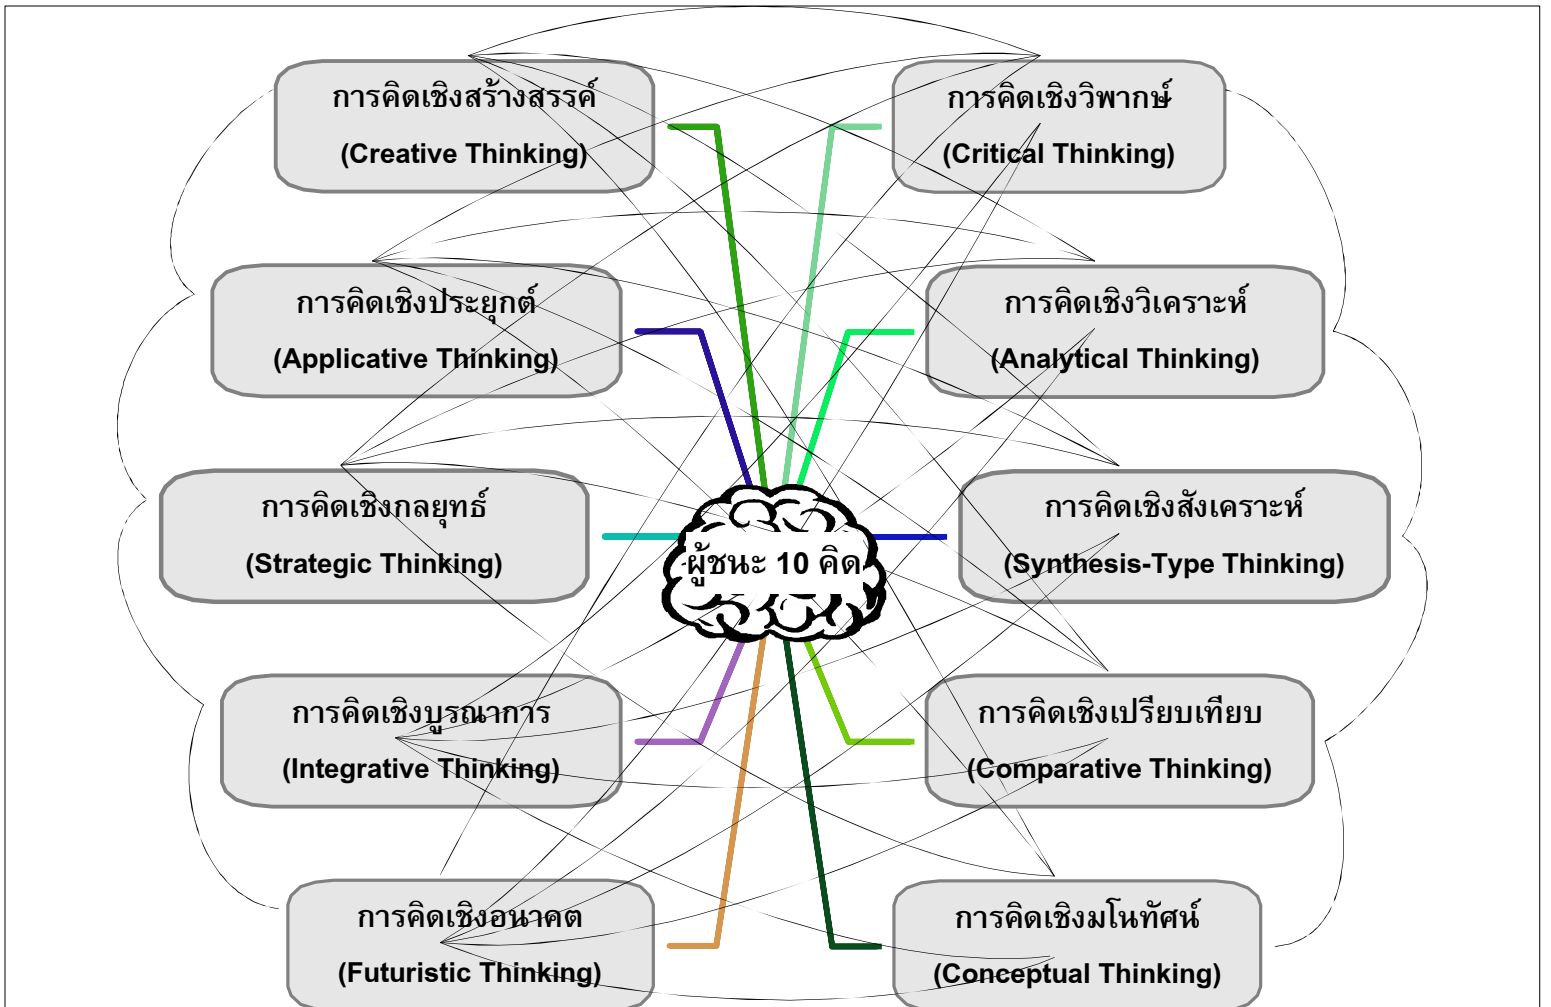 การคิดเชิงสร้างสรรค์
(Creative Thinking)
การคิดเชิงวิพากษ์
(Critical Thinking)
การคิดเชิงประยุกต์
(Applicative Thinking)
การคิดเชิงวิเคราะห์
(Analytical Thinking)
การคิดเชิงกลยุทธ์
(Strategic Thinking)
ผู้ชนะ 10 คิด
การคิดเชิงสังเคราะห์
(Synthesis-Type Thinking)
การคิดเชิงบูรณาการ
(Integrative Thinking)
การคิดเชิงเปรียบเทียบ
(Comparative Thinking)
การคิดเชิงอนาคต
(Futuristic Thinking)
การคิดเชิงมโนทัศน์
(Conceptual Thinking)